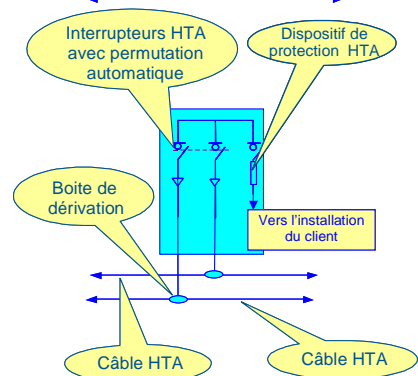 Interrupteurs HTA
avec permutation
automatique
Dispositif de
protection HTA
Boite de
dérivation
Vers l'installation
du client
Câble HTA
Câble HTA